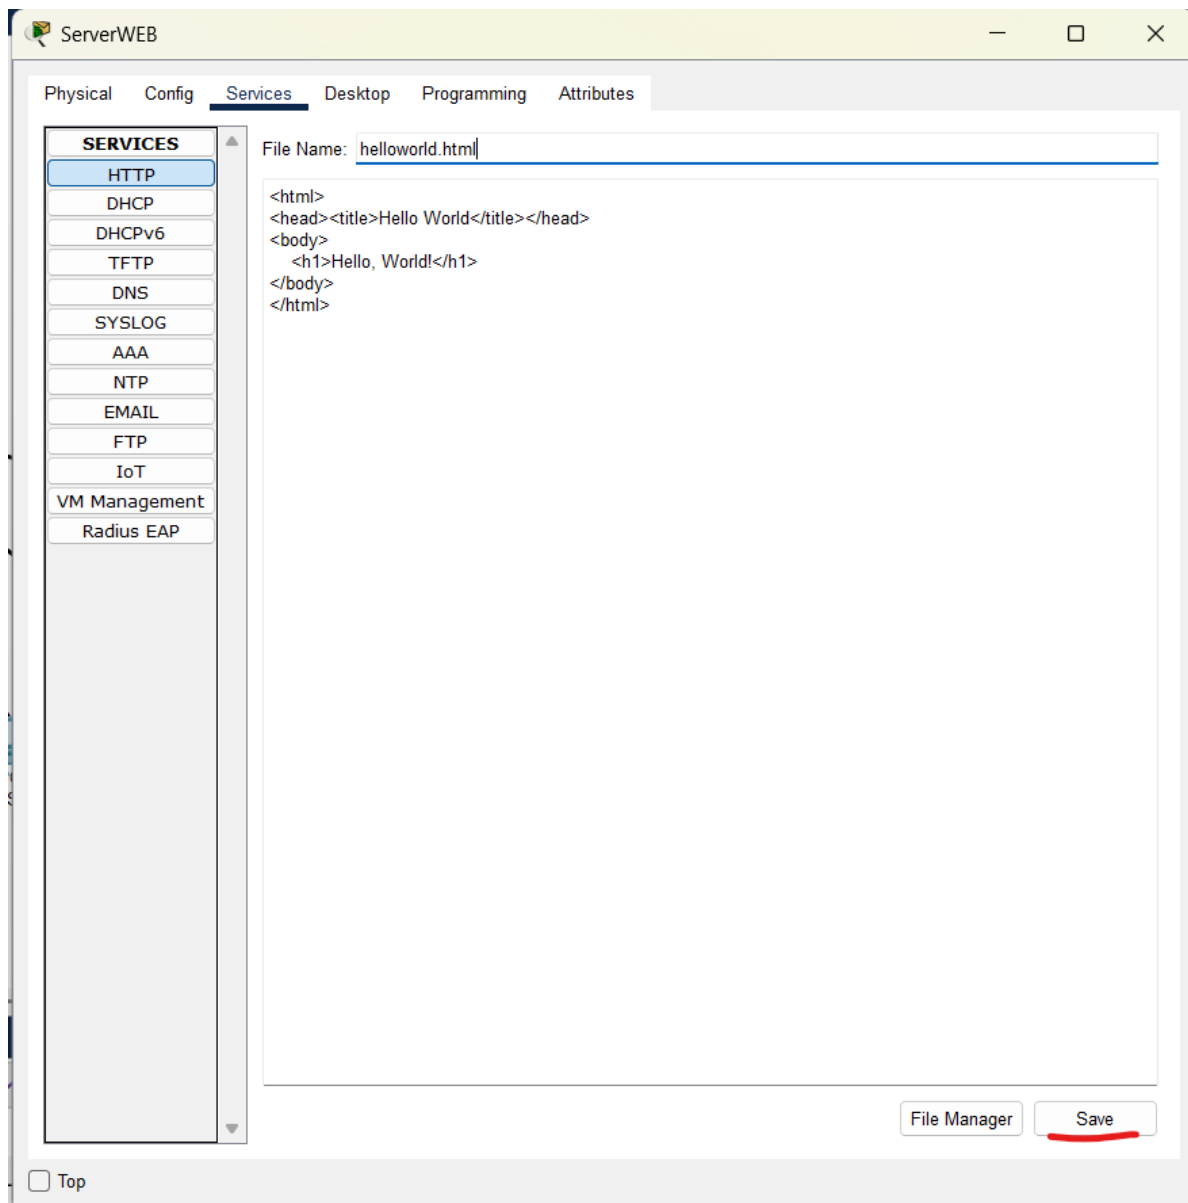 ServerWEB
Physical Config Services Desktop Programming Attributes
SERVICES
HTTP
DHCP
DHCPv6
TFTP
DNS
SYSLOG
AAA
NTP
EMAIL
FTP
IoT
VM Management
Radius EAP
File Name: helloworld.html
<html>
<head><title>Hello World</title></head>
<body>
<h1>Hello, World!</h1>
</body>
</html>
File Manager Save
Top